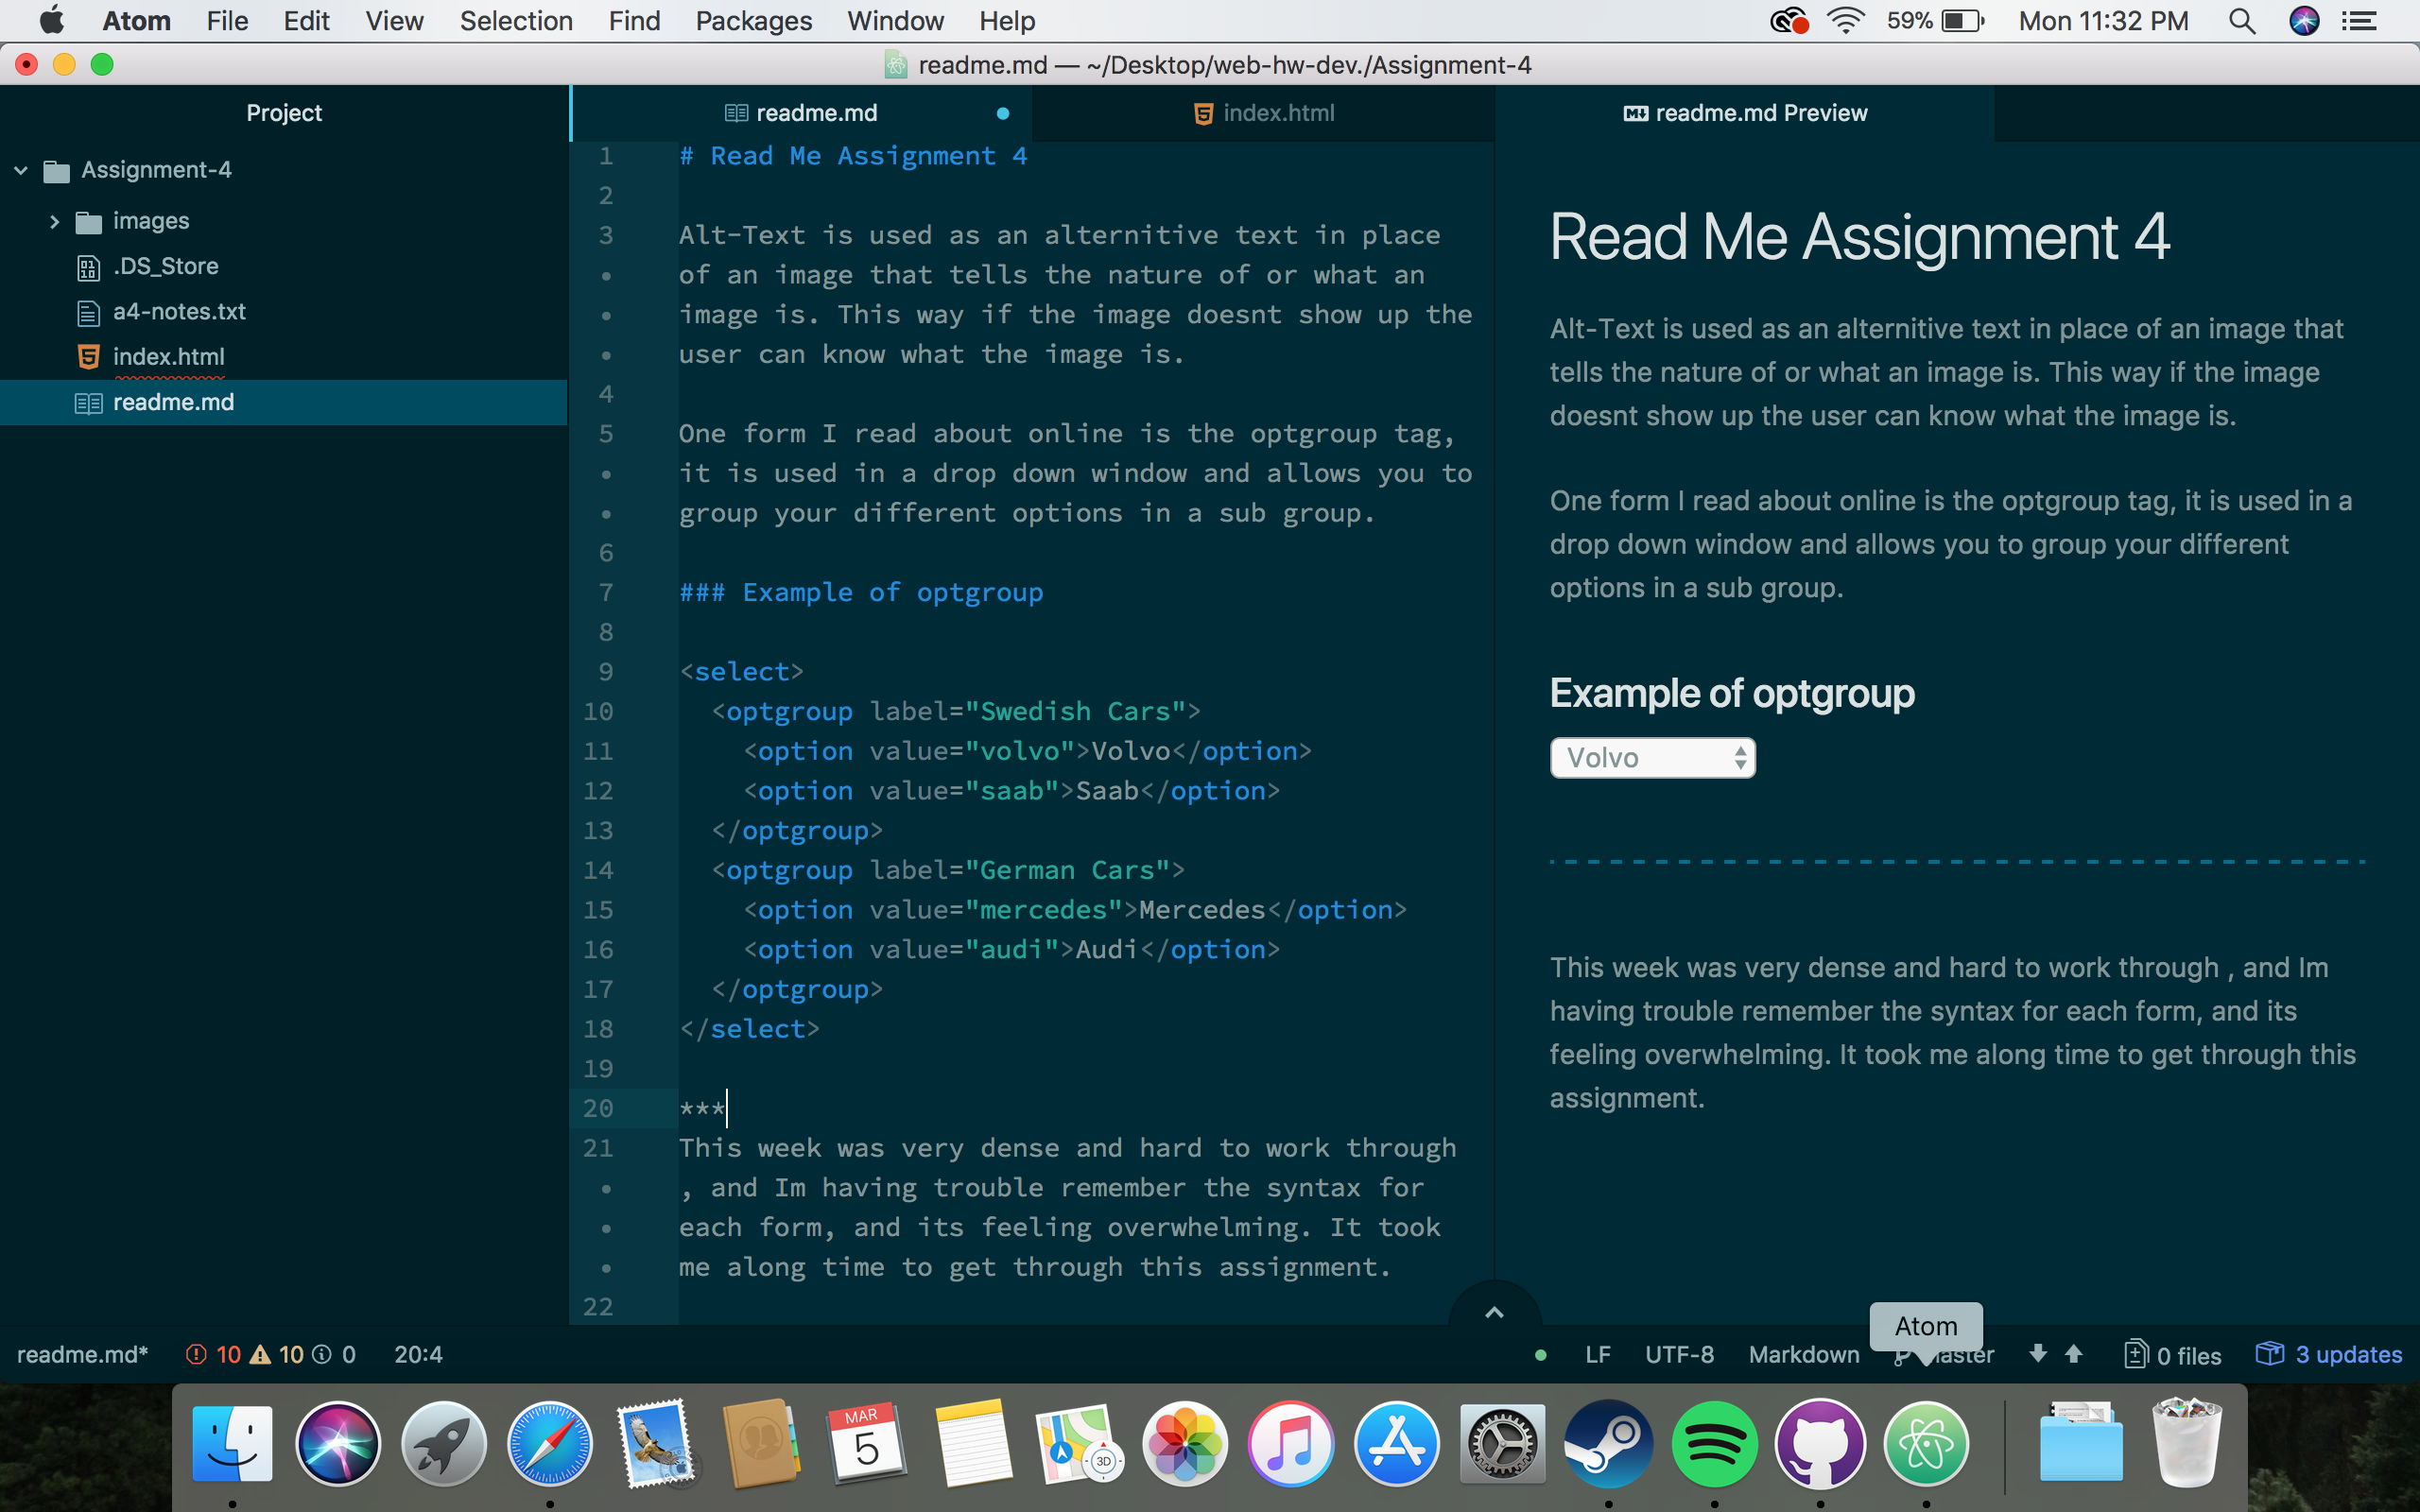 Atom File Edit View Selection Find Packages Window Help 59% Mon 11:32 PM
readme.md — ~/Desktop/web-hw-dev./Assignment-4
Project
Assignment-4
images
.DS_Store
a4-notes.txt
index.html
readme.md
readme.md index.html
1 # Read Me Assignment 4
2
3 Alt-Text is used as an alternitive text in place
of an image that tells the nature of or what an
image is. This way if the image doesnt show up the
user can know what the image is.
4
5 One form I read about online is the optgroup tag,
it is used in a drop down window and allows you to
group your different options in a sub group.
6
7 ### Example of optgroup
8
9 <select>
10 <optgroup label="Swedish Cars">
11 <option value="volvo">Volvo</option>
12 <option value="saab">Saab</option>
13 </optgroup>
14 <optgroup label="German Cars">
15 <option value="mercedes">Mercedes</option>
16 <option value="audi">Audi</option>
17 </optgroup>
18 </select>
19
20 ***
21 This week was very dense and hard to work through
, and Im having trouble remember the syntax for
each form, and its feeling overwhelming. It took
me along time to get through this assignment.
22
readme.md Preview
Read Me Assignment 4
Alt-Text is used as an alternitive text in place of an image that
tells the nature of or what an image is. This way if the image
doesnt show up the user can know what the image is.
One form I read about online is the optgroup tag, it is used in a
drop down window and allows you to group your different
options in a sub group.
Example of optgroup
Volvo
This week was very dense and hard to work through , and Im
having trouble remember the syntax for each form, and its
feeling overwhelming. It took me along time to get through this
assignment.
Atom
readme.md* 10 10 0 20:4 LF UTF-8 Markdown 0 files 3 updates
MAR
5
3D